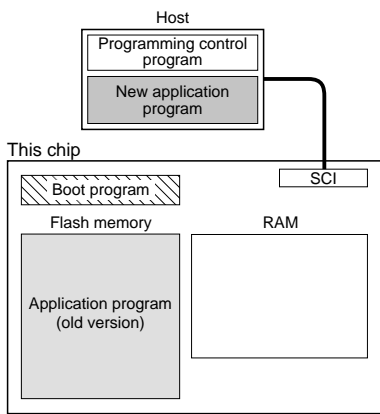 Host
Programming control
program
New application
program
This chip
SCI
Boot program
Flash memory
RAM
Application program
(old version)